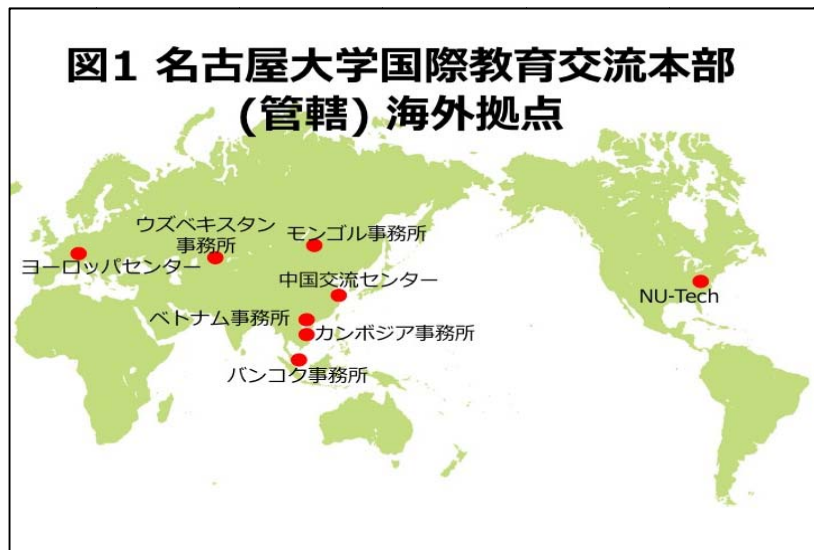 図1 名古屋大学国際教育交流本部
(管轄) 海外拠点
ウズベキスタン
事務所
モンゴル事務所
ヨーロッパセンター
中国交流センター
NU-Tech
ベトナム事務所
カンボジア事務所
バンコク事務所